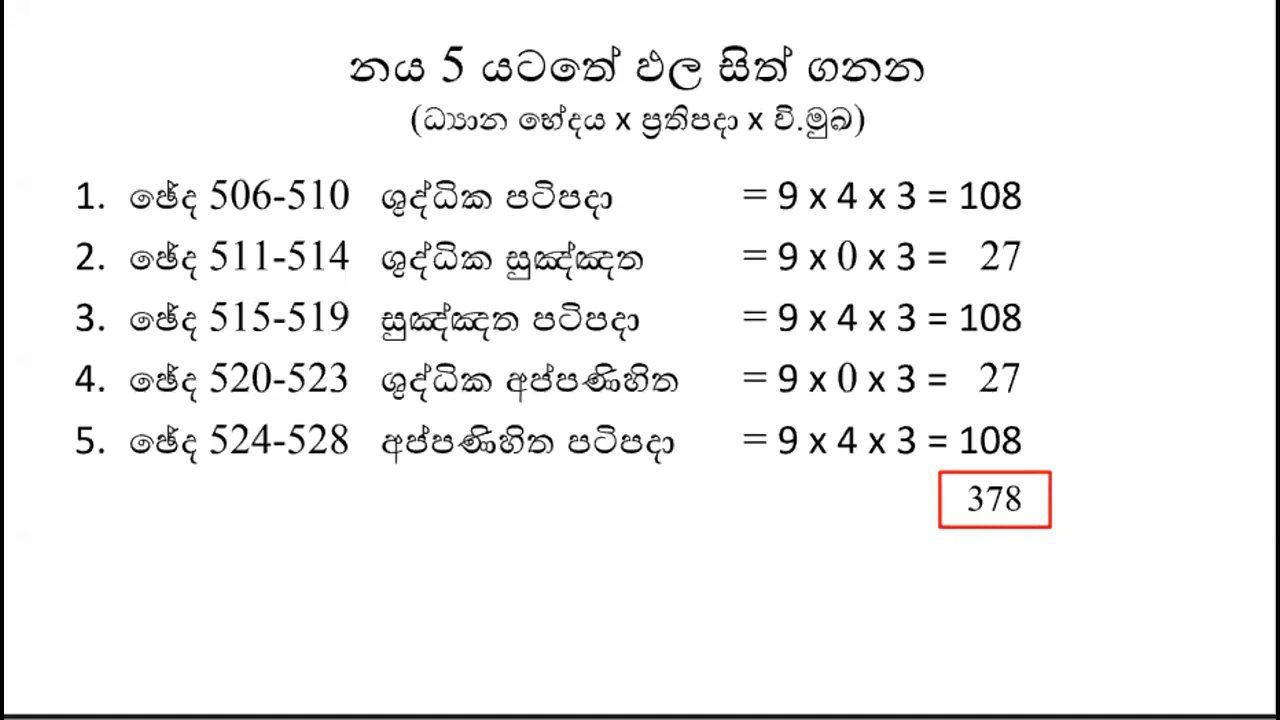 නය 5 යටතේ ඵල සිත් ගනන
(ධ්‍යාන භේදය x ප්‍රතිපදා x වි.මුඛ)
1. ඡේද 506-510 ශුද්ධික පටිපදා = 9 x 4 x 3 = 108
2. ඡේද 511-514 ශුද්ධික සුඤ්ඤත = 9 x 0 x 3 = 27
3. ඡේද 515-519 සුඤ්ඤත පටිපදා = 9 x 4 x 3 = 108
4. ඡේද 520-523 ශුද්ධික අප්පණිහිත = 9 x 0 x 3 = 27
5. ඡේද 524-528 අප්පණිහිත පටිපදා = 9 x 4 x 3 = 108
378